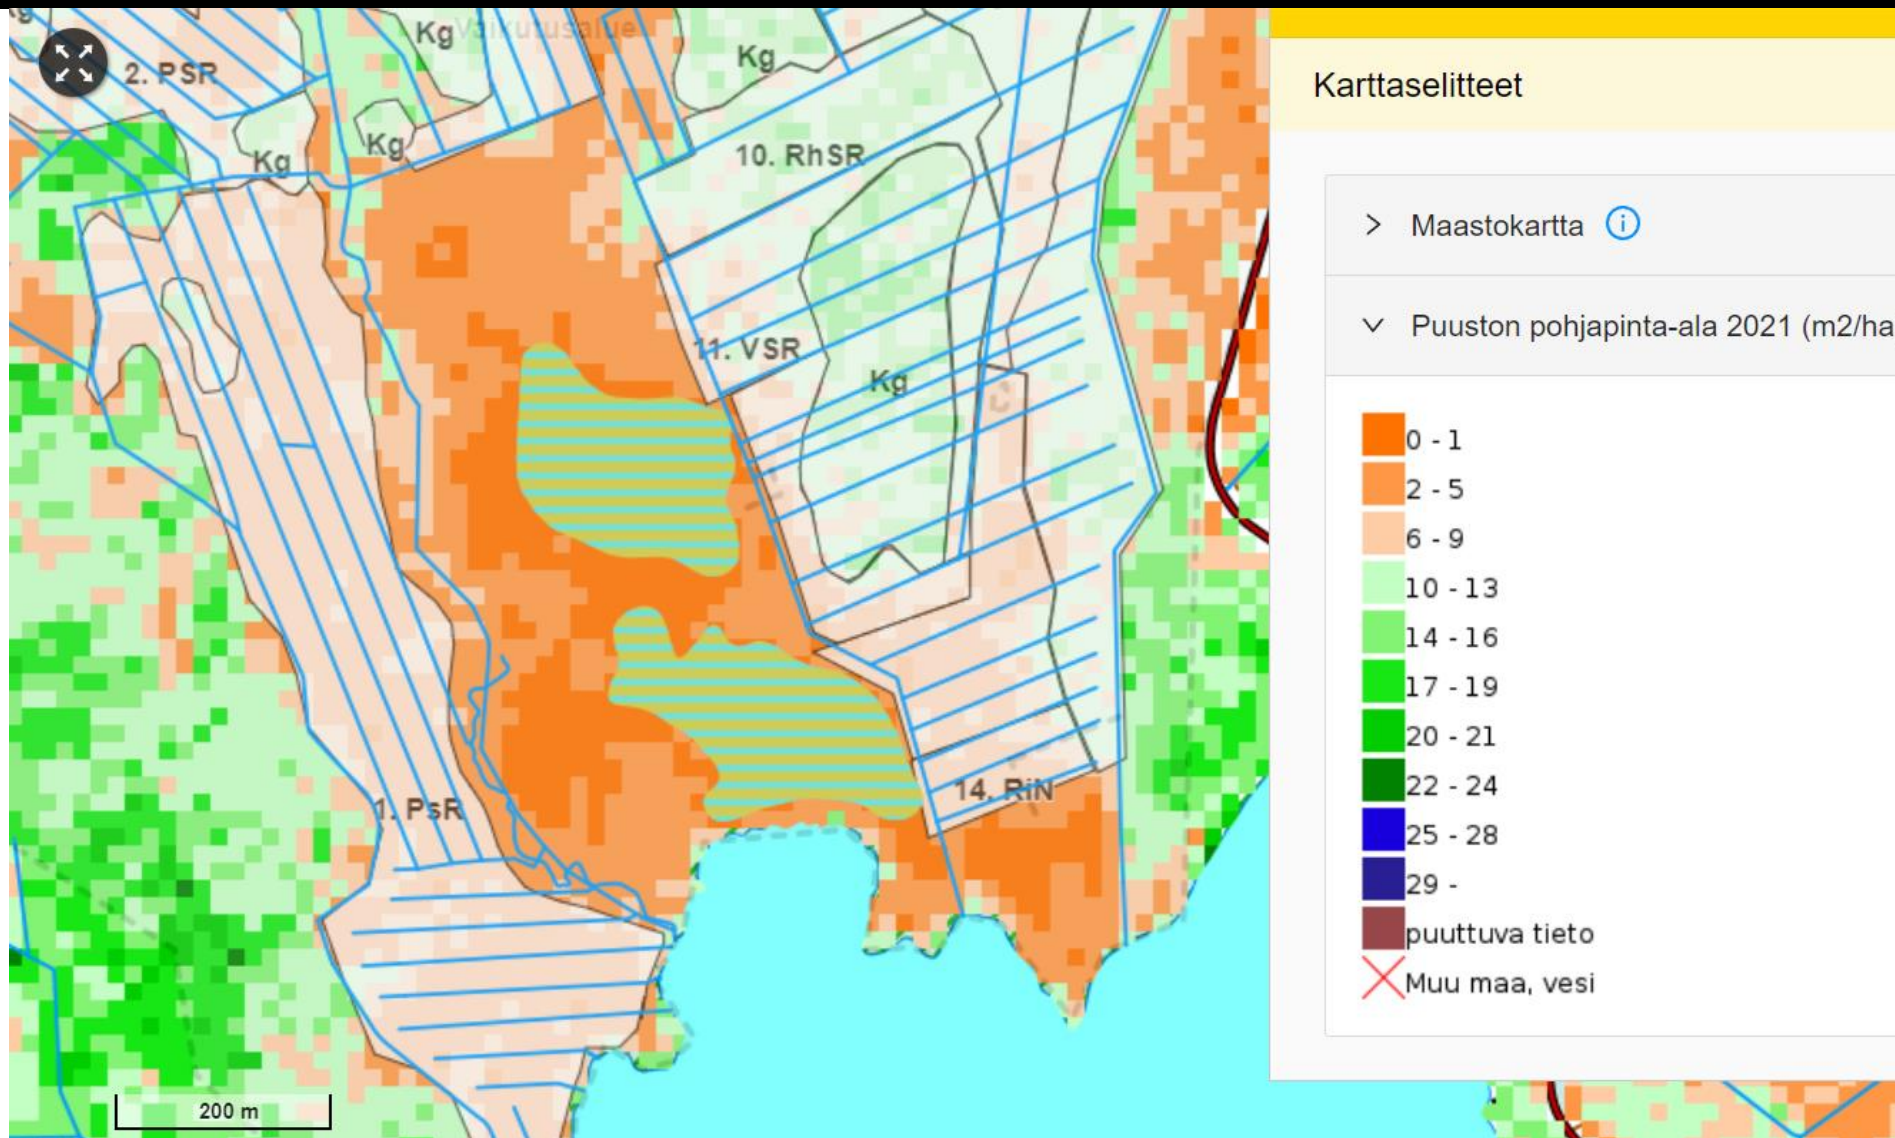 Kg
Kg
Vaikutusalue
2. PSR
Kg
Kg
Kg
10. RhSR
11. VSR
Kg
14. RiN
1. PsR
200 m
Karttaselitteet
Maastokartta
Puuston pohjapinta-ala 2021 (m2/ha
0 - 1
2 - 5
6 - 9
10 - 13
14 - 16
17 - 19
20 - 21
22 - 24
25 - 28
29 -
puuttuva tieto
Muu maa, vesi